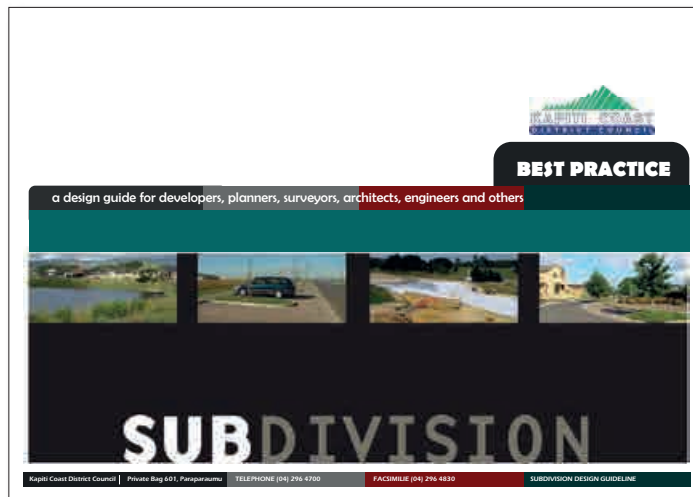 KAPITI COAST
DISTRICT COUNCIL
BEST PRACTICE
a design guide for developers, planners, surveyors, architects, engineers and others
SUBDIVISION
Kapiti Coast District Council | Private Bag 601, Paraparaumu TELEPHONE (04) 296 4700 FACSIMILIE (04) 296 4830 SUBDIVISION DESIGN GUIDELINE